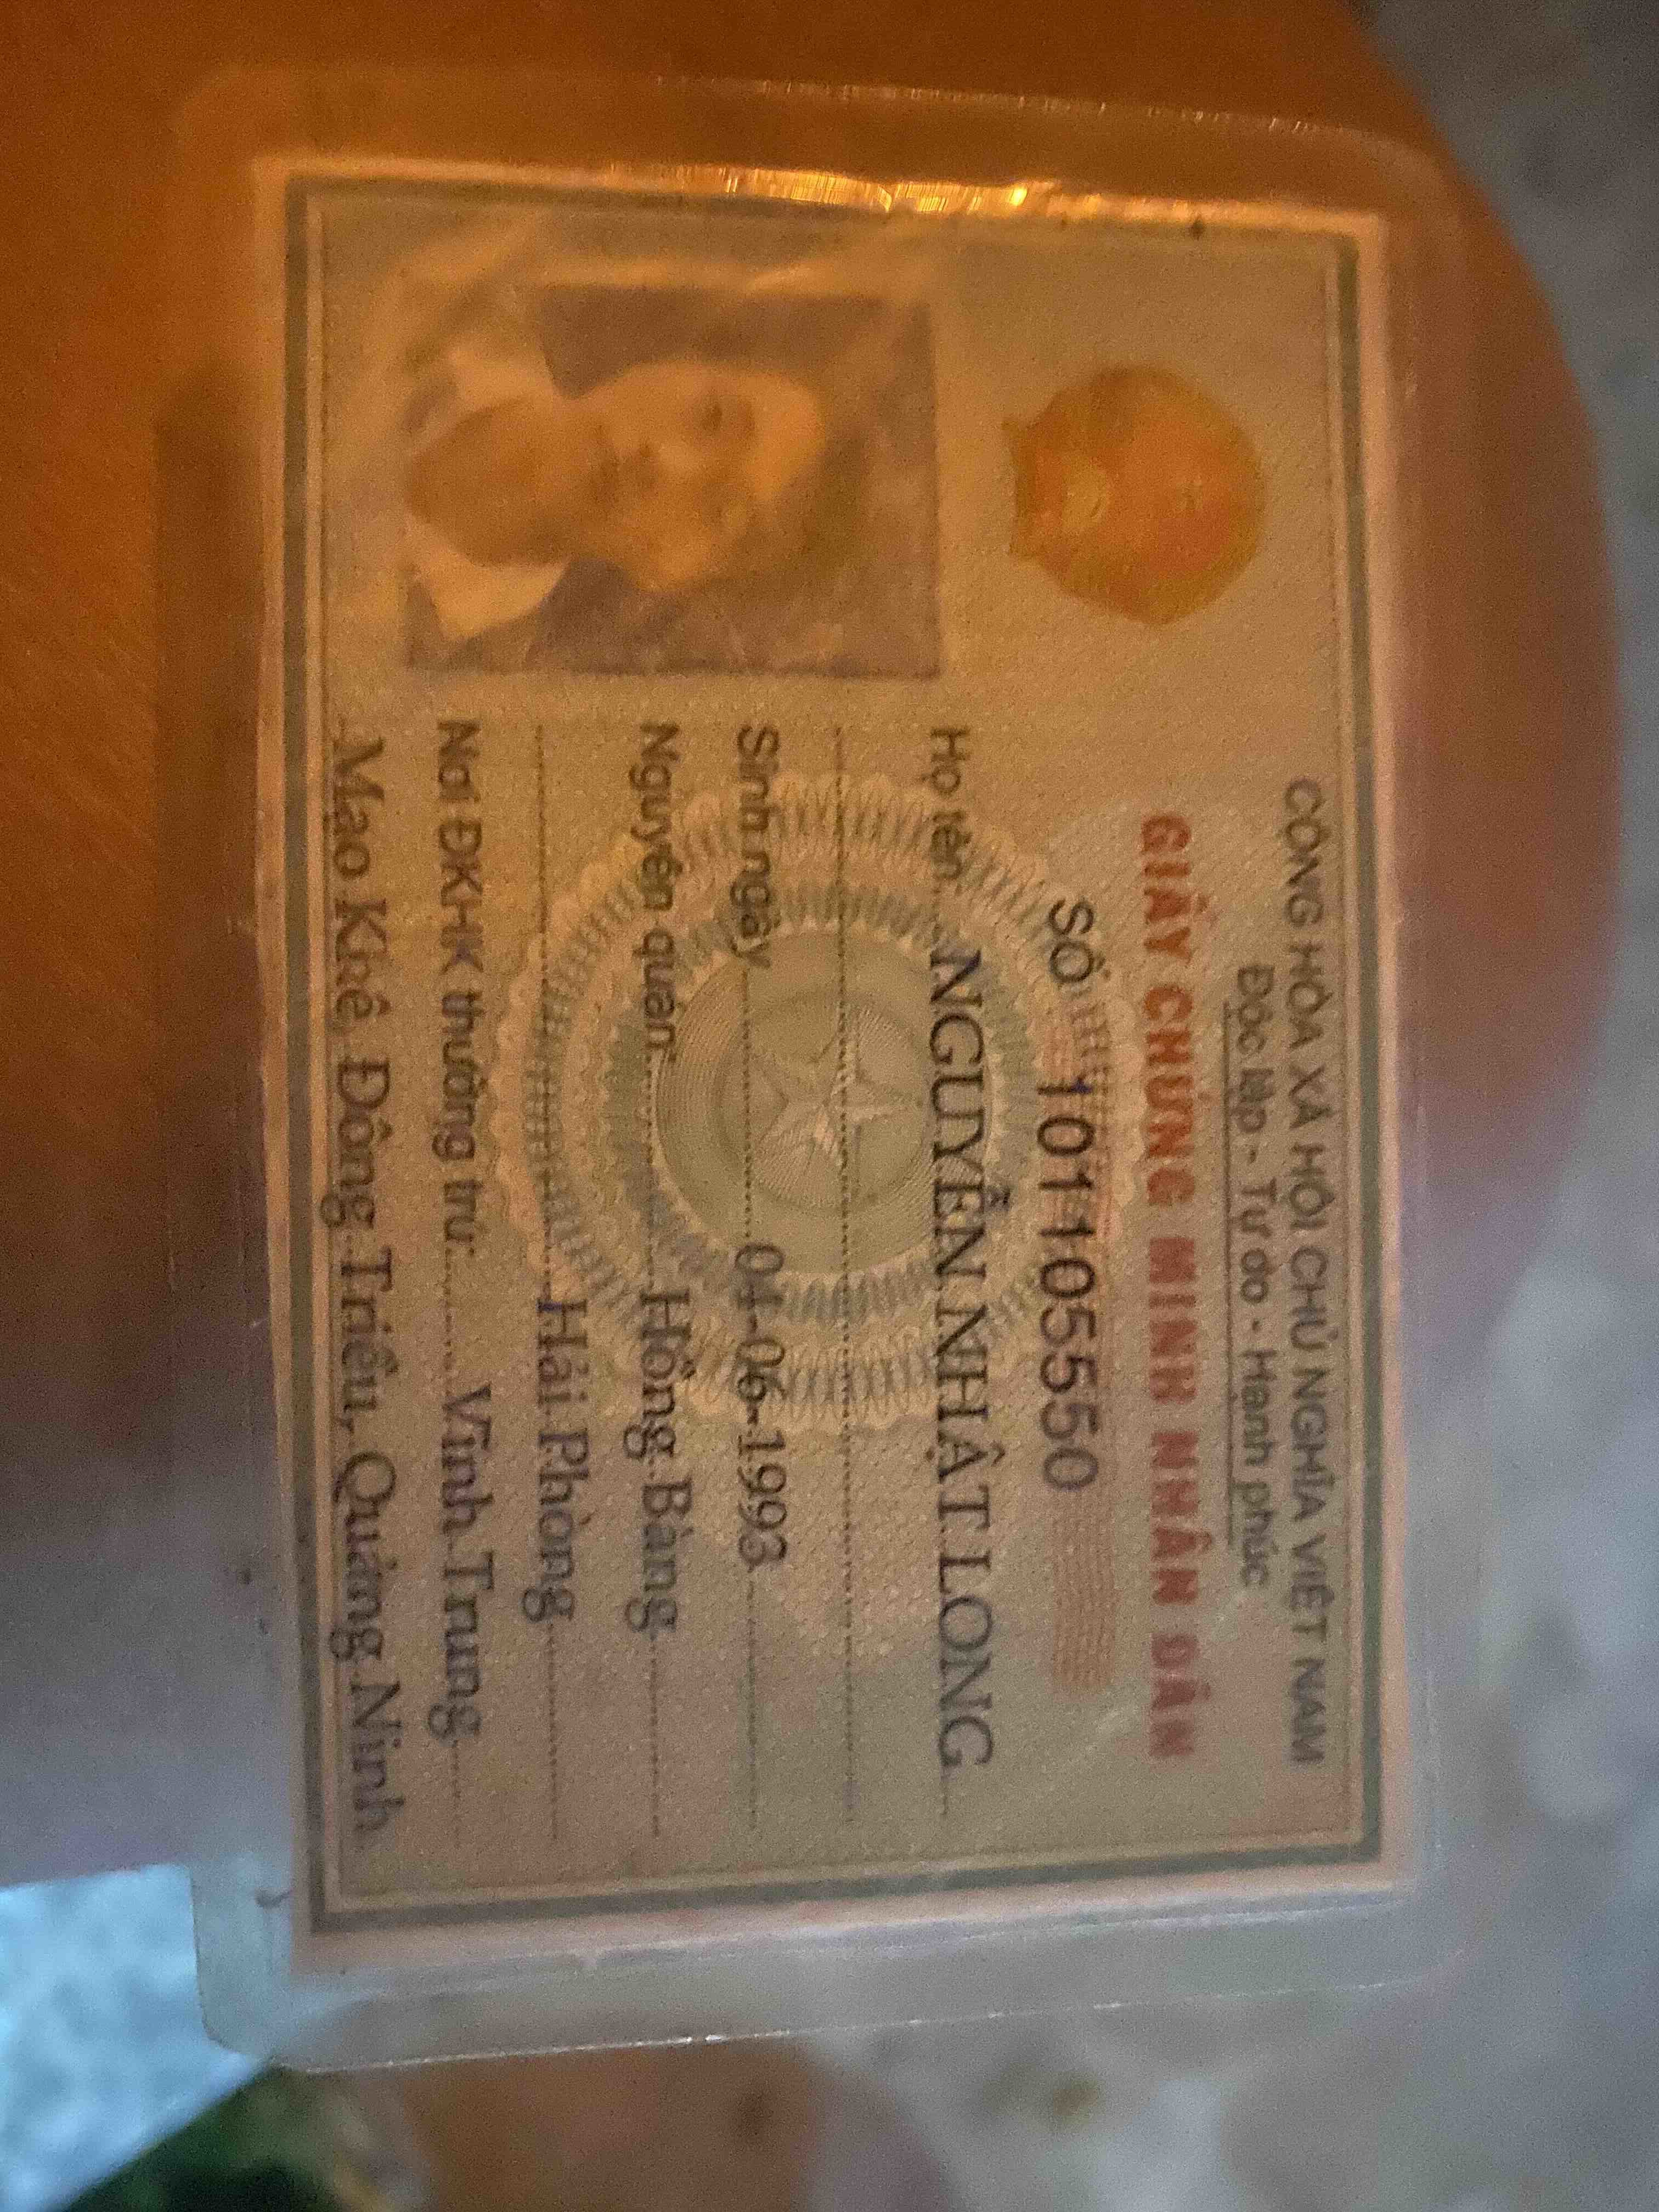 CỘNG HÒA XÃ HỘI CHỦ NGHĨA VIỆT NAM
Độc lập - Tự do - Hạnh phúc
GIẤY CHỨNG MINH NHÂN DÂN
SỐ 101105550
Họ tên NGUYỄN NHẬT LONG
Sinh ngày 04-06-1993
Nguyên quán Hồng Bàng
Hải Phòng
Nơi ĐKHK thường trú: Vĩnh Trung
Mạo Khê, Đông Triều, Quảng Ninh